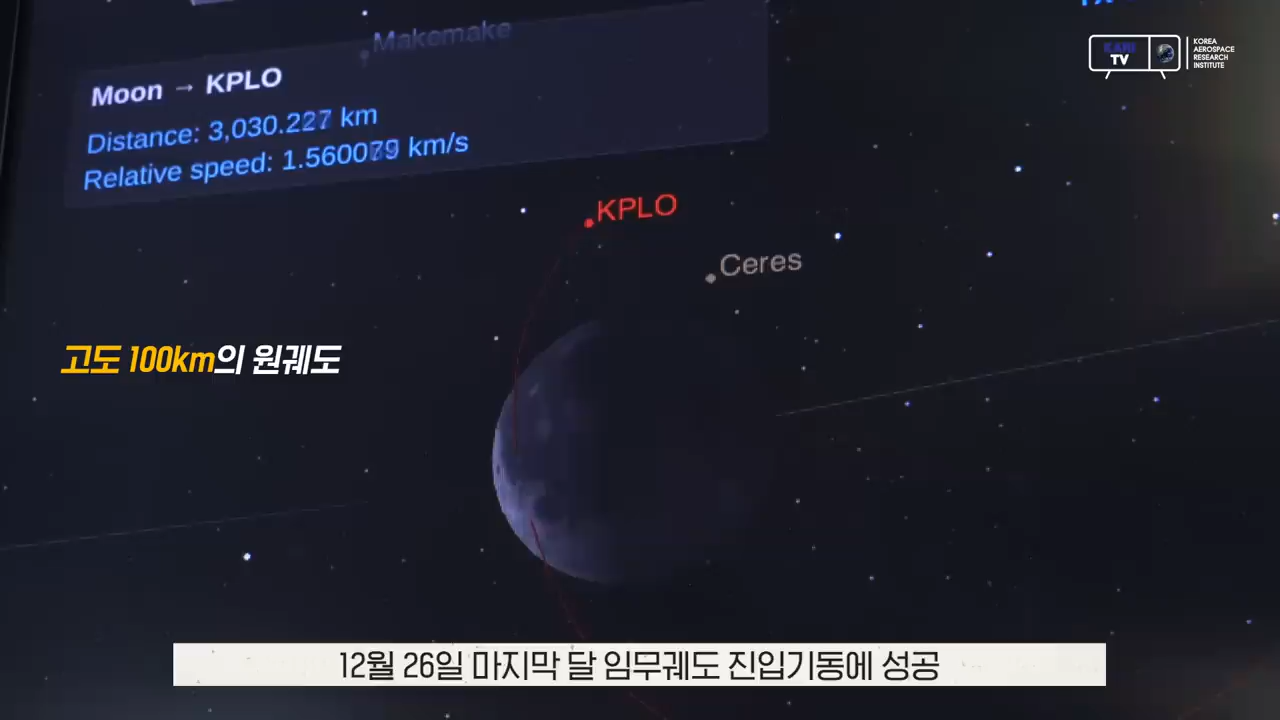 Makemake
Moon → KPLO
Distance: 3,030.227 km
Relative speed: 1.560079 km/s
KARI
TV
KOREA
AEROSPACE
RESEARCH
INSTITUTE
KPLO
Ceres
고도 100km의 원궤도
12월 26일 마지막 달 임무궤도 진입기동에 성공